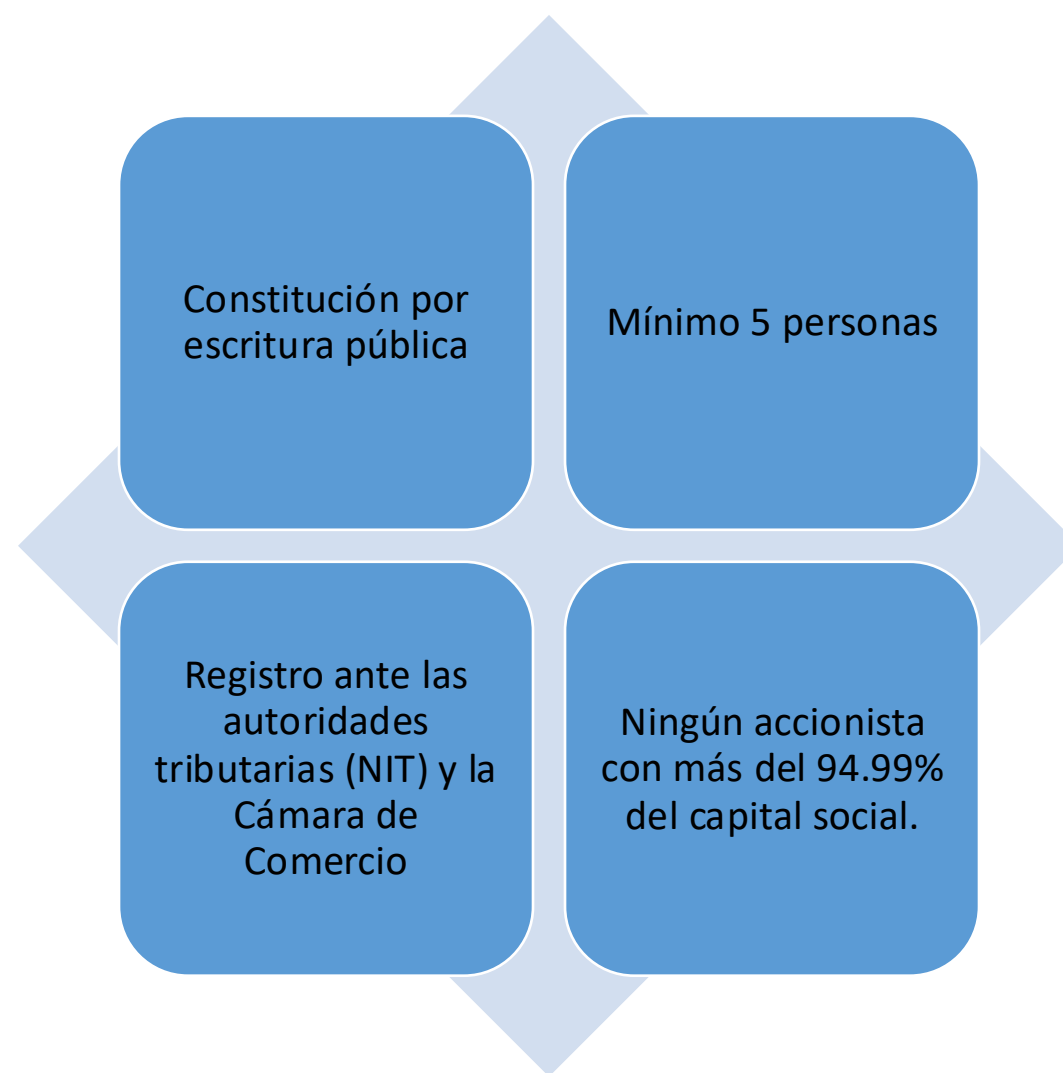 Constitución por
escritura pública
Mínimo 5 personas
Registro ante las
autoridades
tributarias (NIT) y la
Cámara de
Comercio
Ningún accionista
con más del 94.99%
del capital social.